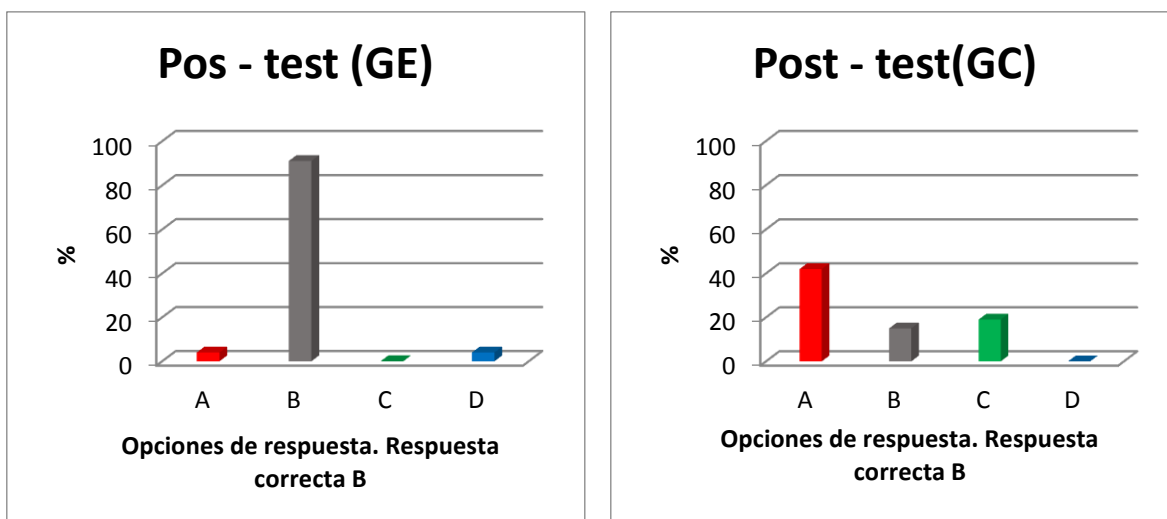 Pos - test (GE)
100
80
60
40
20
0
%
A B C D
Opciones de respuesta. Respuesta
correcta B
Post - test(GC)
100
80
60
40
20
0
%
A B C D
Opciones de respuesta. Respuesta
correcta B